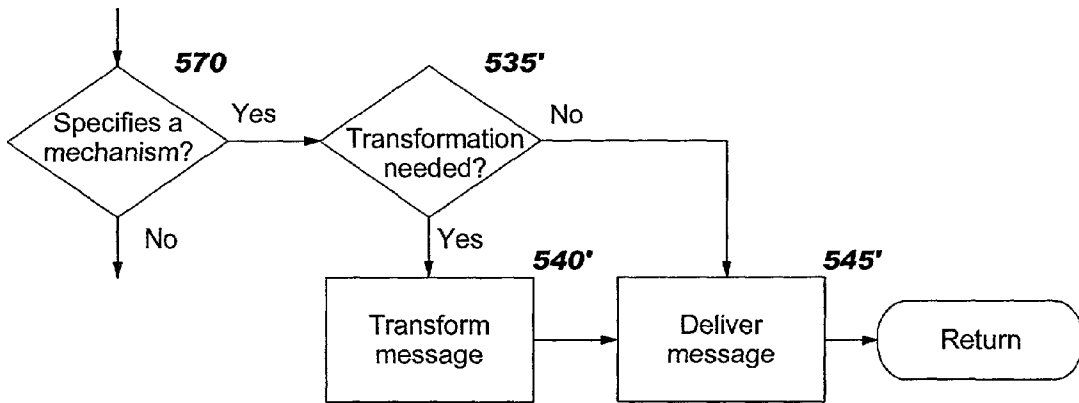 570
535'
Specifies a
mechanism?
Yes
Transformation
needed?
No
No
Yes
540'
545'
Transform
message
Deliver
message
Return